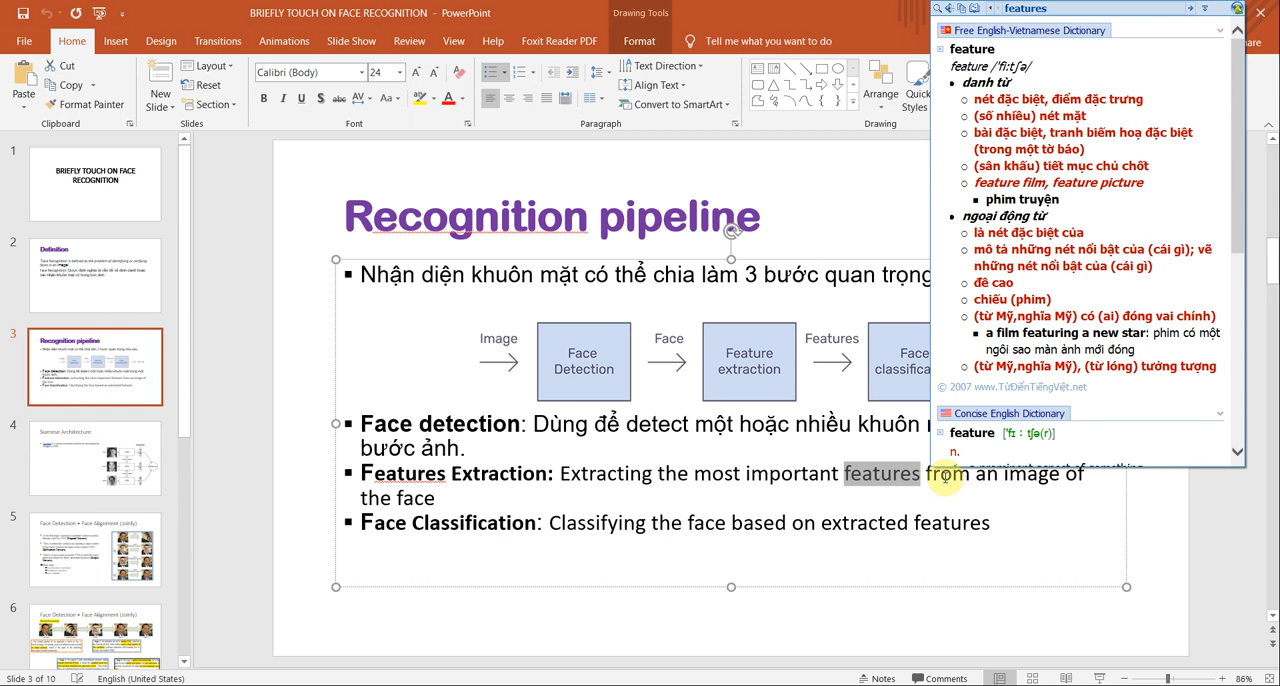 BRIEFLY TOUCH ON FACE RECOGNITION - PowerPoint
Drawing Tools
File Home Insert Design Transitions Animations Slide Show Review View Help Foxit Reader PDF Format Tell me what you want to do
Paste
Cut
Copy
Format Painter
Clipboard
New Slide
Layout
Reset
Section
Slides
Calibri (Body) 24
B I U S abc AV Aa
Font
Text Direction
Align Text
Convert to SmartArt
Paragraph
Arrange
Quick Styles
Drawing
features
Free English-Vietnamese Dictionary
feature
feature /'fi:tʃə/
danh từ
nét đặc biệt, điểm đặc trưng
(số nhiều) nét mặt
bài đặc biệt, tranh biếm hoạ đặc biệt
(trong một tờ báo)
(sân khấu) tiết mục chủ chốt
feature film, feature picture
phim truyện
ngoại động từ
là nét đặc biệt của
mô tả những nét nổi bật của (cái gì); vẽ
những nét nổi bật của (cái gì)
đề cao
chiếu (phim)
(từ Mỹ,nghĩa Mỹ) có (ai) đóng vai chính)
a film featuring a new star: phim có một
ngôi sao màn ảnh mới đóng
(từ Mỹ,nghĩa Mỹ), (từ lóng) tưởng tượng
© 2007 www.TừĐiểnTiếngViệt.net
Concise English Dictionary
feature ['fɪːtʃə(r)]
n.
1
BRIEFLY TOUCH ON FACE
RECOGNITION
2
Definition
3
Recognition pipeline
4
Siamese Architecture
5
Face Detection + Face Alignment (Jointly)
6
Face Detection + Face Alignment (Jointly)
Recognition pipeline
Nhận diện khuôn mặt có thể chia làm 3 bước quan trọng
Image
Face
Detection
Face
Feature
extraction
Features
Face
classifica
Face detection: Dùng để detect một hoặc nhiều khuôn
bước ảnh.
Features Extraction: Extracting the most important features from an image of
the face
Face Classification: Classifying the face based on extracted features
Slide 3 of 10 English (United States) Notes Comments 86%